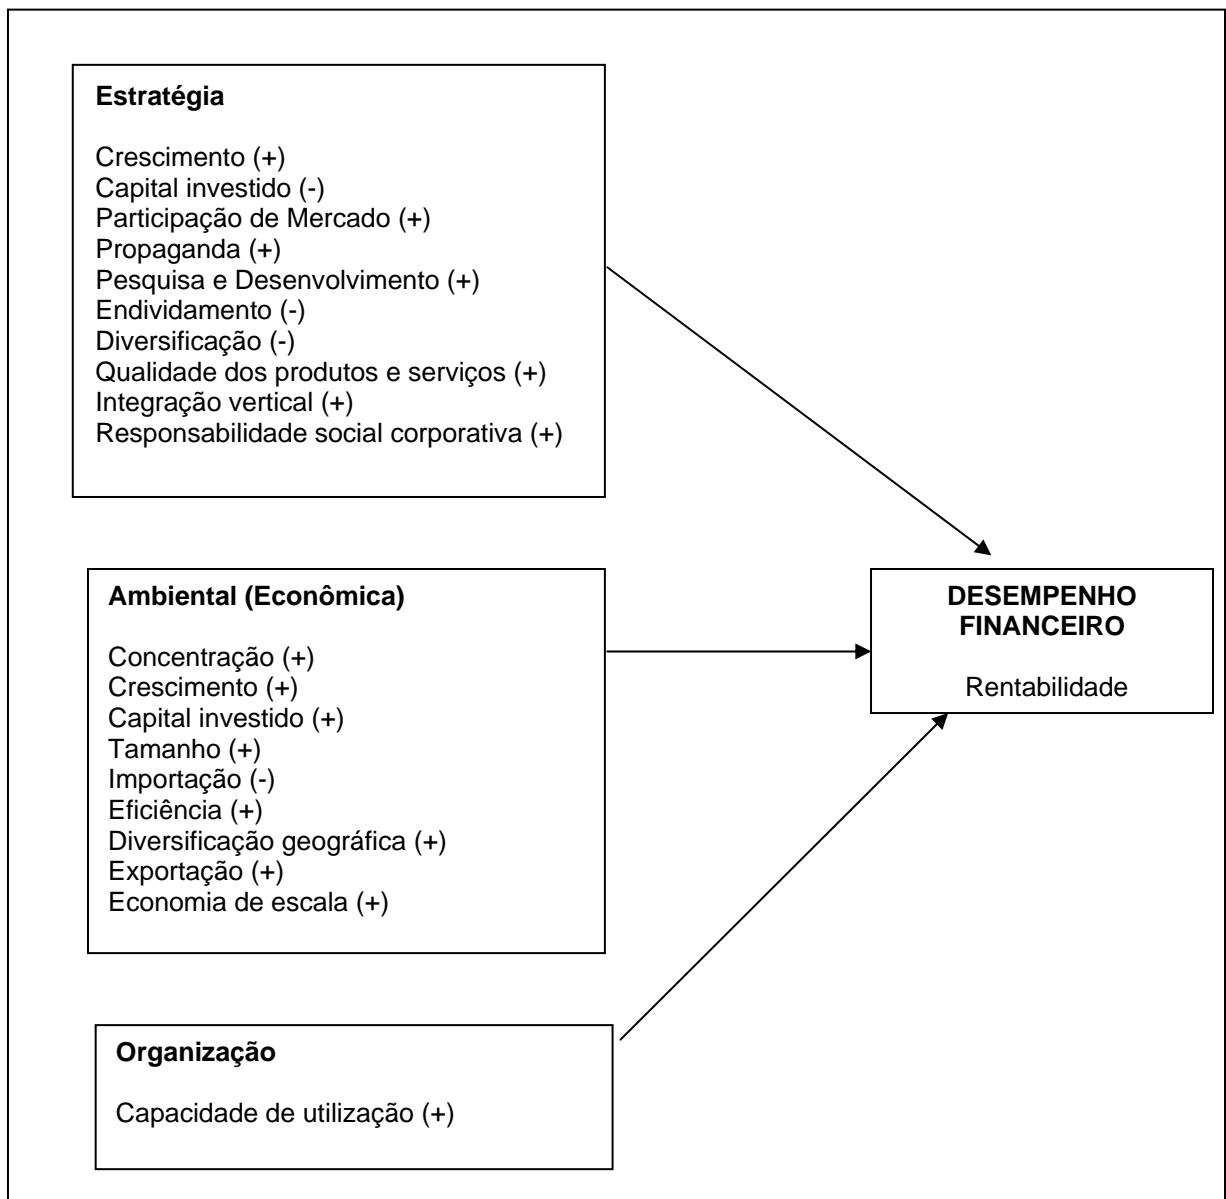 Estratégia
Crescimento (+)
Capital investido (-)
Participação de Mercado (+)
Propaganda (+)
Pesquisa e Desenvolvimento (+)
Endividamento (-)
Diversificação (-)
Qualidade dos produtos e serviços (+)
Integração vertical (+)
Responsabilidade social corporativa (+)
Ambiental (Econômica)
Concentração (+)
Crescimento (+)
Capital investido (+)
Tamanho (+)
Importação (-)
Eficiência (+)
Diversificação geográfica (+)
Exportação (+)
Economia de escala (+)
Organização
Capacidade de utilização (+)
DESEMPENHO
FINANCEIRO
Rentabilidade